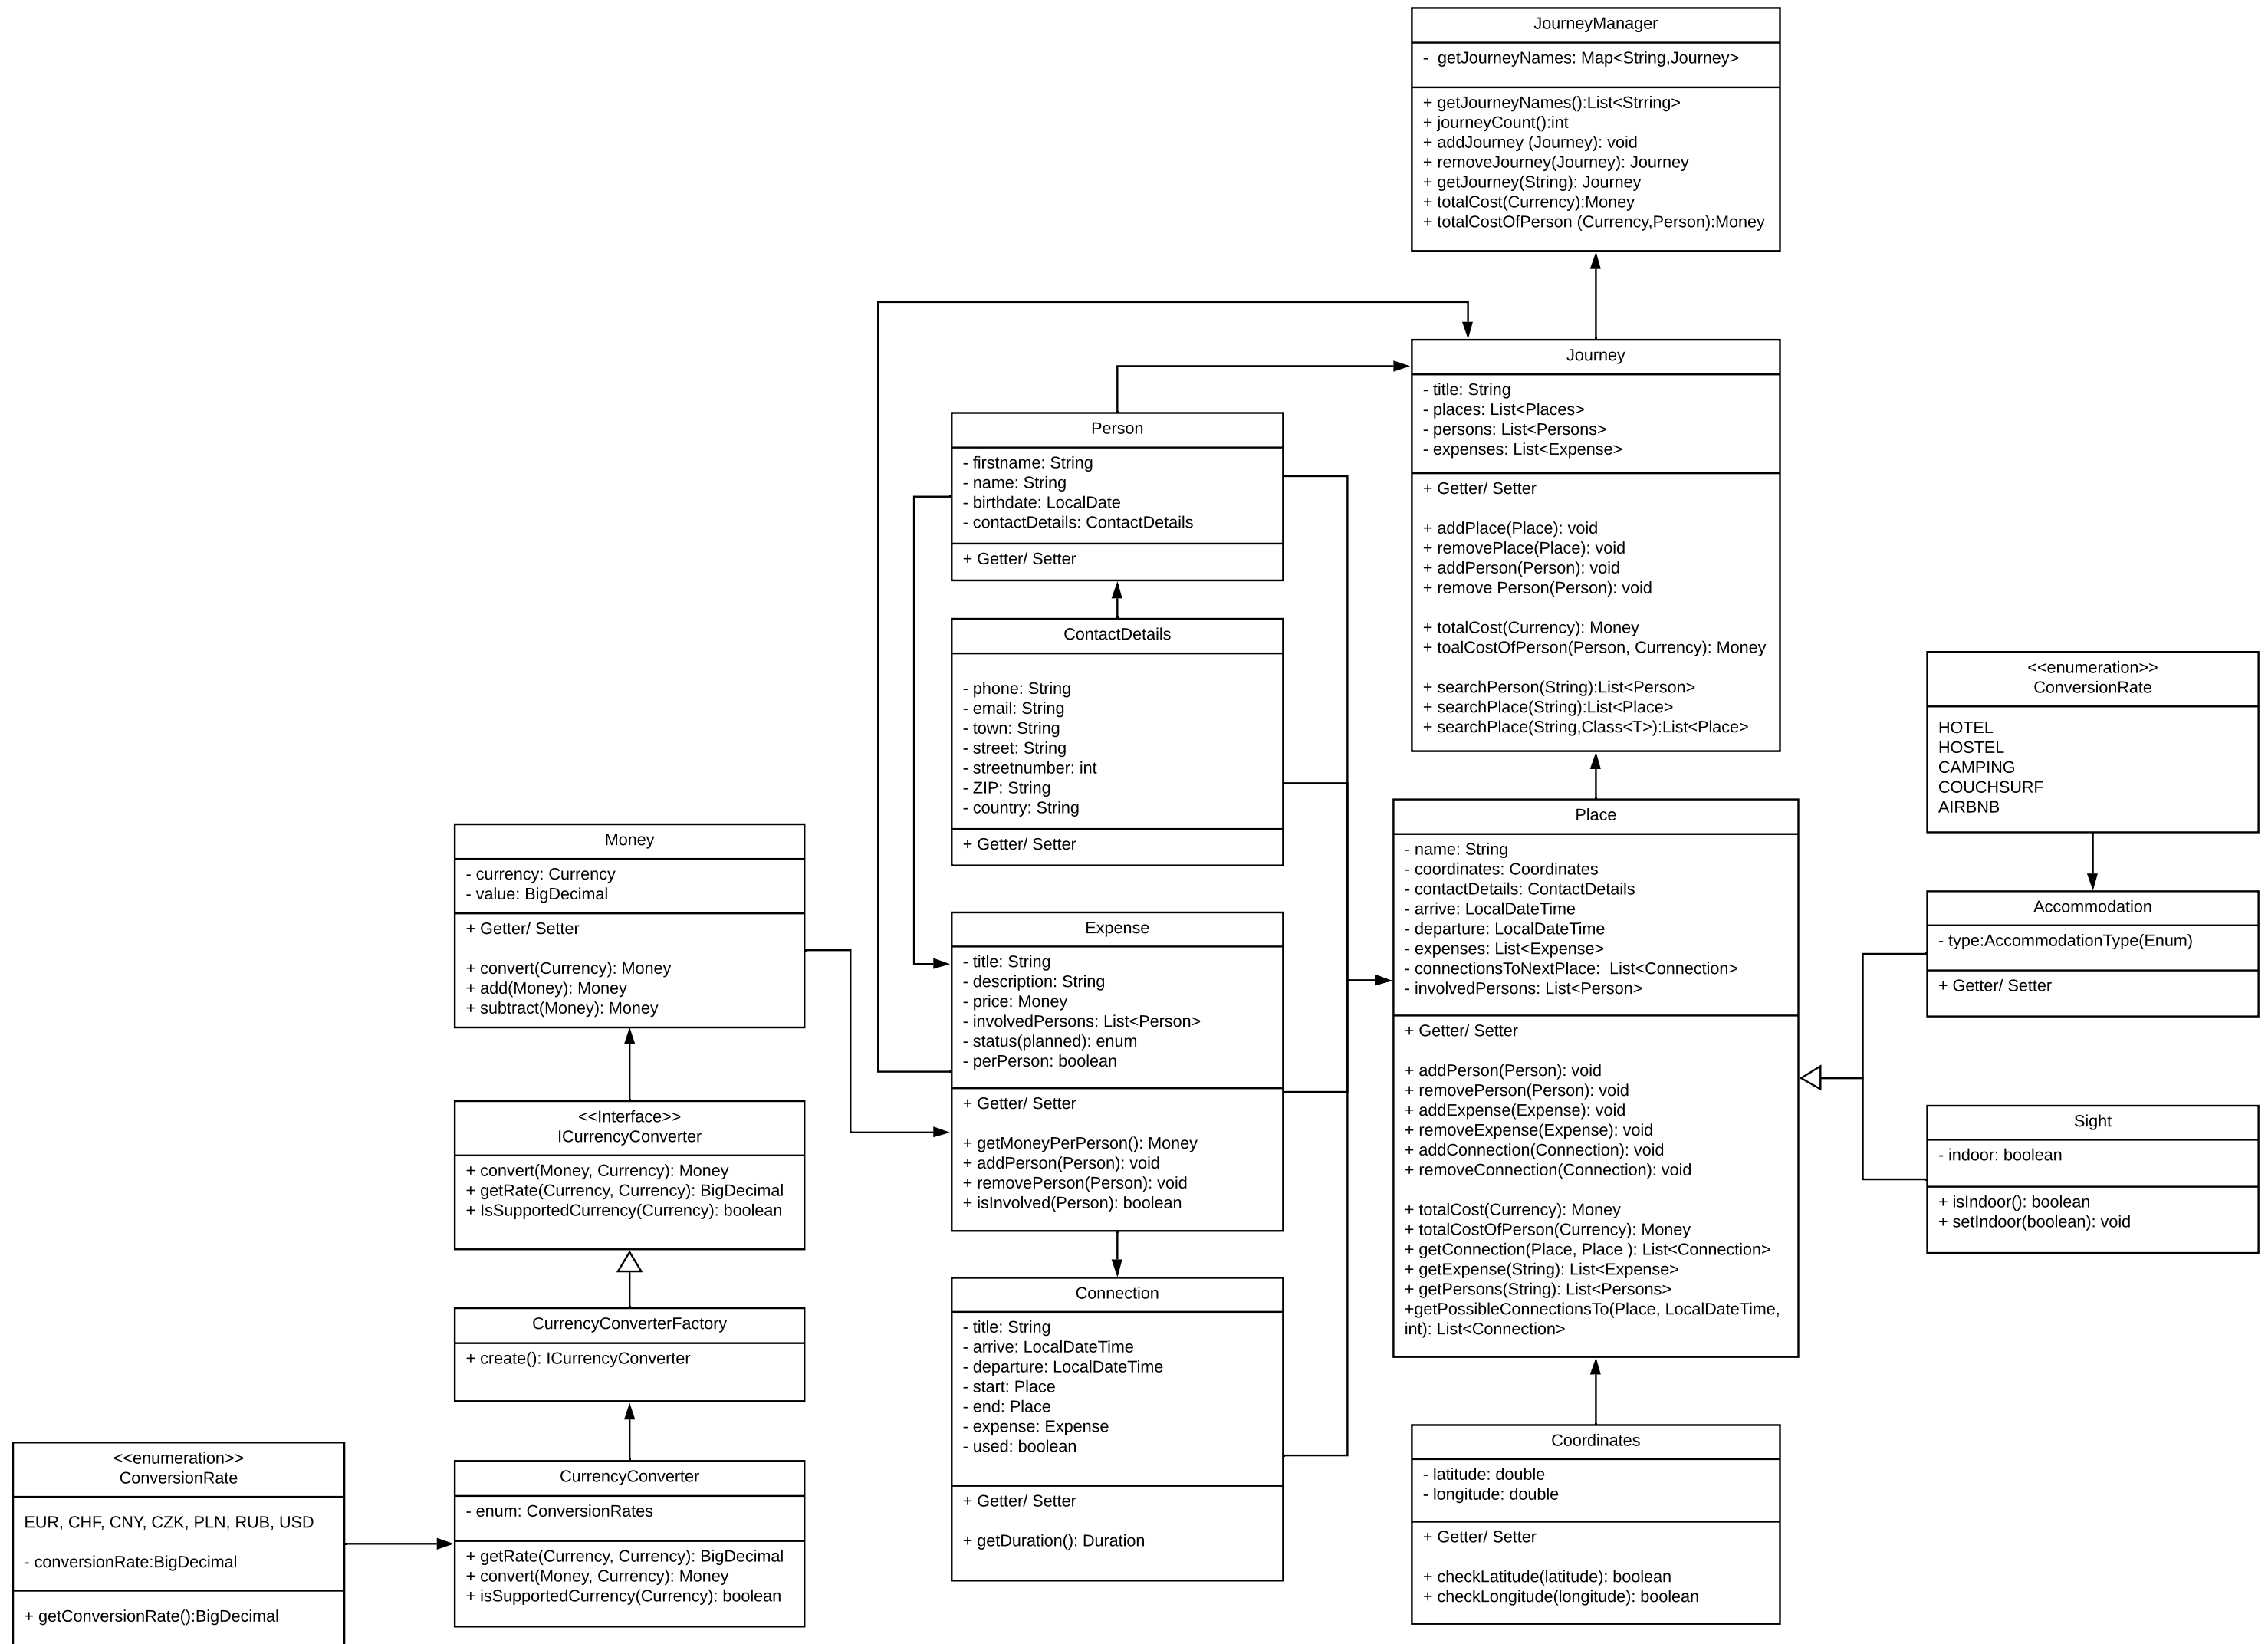 JourneyManager
-  getJourneyNames: Map<String,Journey>
+ getJourneyNames():List<Strring>
+ journeyCount():int
+ addJourney (Journey): void
+ removeJourney(Journey): Journey
+ getJourney(String): Journey
+ totalCost(Currency):Money
+ totalCostOfPerson (Currency,Person):Money
Journey
- title: String
- places: List<Places>
- persons: List<Persons>
- expenses: List<Expense>
+ Getter/ Setter
+ addPlace(Place): void
+ removePlace(Place): void
+ addPerson(Person): void
+ remove Person(Person): void
+ totalCost(Currency): Money
+ toalCostOfPerson(Person, Currency): Money
+ searchPerson(String):List<Person>
+ searchPlace(String):List<Place>
+ searchPlace(String,Class<T>):List<Place>
Person
- firstname: String
- name: String
- birthdate: LocalDate
- contactDetails: ContactDetails
+ Getter/ Setter
ContactDetails
- phone: String
- email: String
- town: String
- street: String
- streetnumber: int
- ZIP: String
- country: String
+ Getter/ Setter
<<enumeration>>
ConversionRate
HOTEL
HOSTEL
CAMPING
COUCHSURF
AIRBNB
Money
- currency: Currency
- value: BigDecimal
+ Getter/ Setter
+ convert(Currency): Money
+ add(Money): Money
+ subtract(Money): Money
Expense
- title: String
- description: String
- price: Money
- involvedPersons: List<Person>
- status(planned): enum
- perPerson: boolean
+ Getter/ Setter
+ getMoneyPerPerson(): Money
+ addPerson(Person): void
+ removePerson(Person): void
+ isInvolved(Person): boolean
Place
- name: String
- coordinates: Coordinates
- contactDetails: ContactDetails
- arrive: LocalDateTime
- departure: LocalDateTime
- expenses: List<Expense>
- connectionsToNextPlace:  List<Connection>
- involvedPersons: List<Person>
+ Getter/ Setter
+ addPerson(Person): void
+ removePerson(Person): void
+ addExpense(Expense): void
+ removeExpense(Expense): void
+ addConnection(Connection): void
+ removeConnection(Connection): void
+ totalCost(Currency): Money
+ totalCostOfPerson(Currency): Money
+ getConnection(Place, Place ): List<Connection>
+ getExpense(String): List<Expense>
+ getPersons(String): List<Persons>
+getPossibleConnectionsTo(Place, LocalDateTime,
int): List<Connection>
Accommodation
- type:AccommodationType(Enum)
+ Getter/ Setter
Sight
- indoor: boolean
+ isIndoor(): boolean
+ setIndoor(boolean): void
<<Interface>>
ICurrencyConverter
+ convert(Money, Currency): Money
+ getRate(Currency, Currency): BigDecimal
+ IsSupportedCurrency(Currency): boolean
CurrencyConverterFactory
+ create(): ICurrencyConverter
Connection
- title: String
- arrive: LocalDateTime
- departure: LocalDateTime
- start: Place
- end: Place
- expense: Expense
- used: boolean
+ Getter/ Setter
+ getDuration(): Duration
Coordinates
- latitude: double
- longitude: double
+ Getter/ Setter
+ checkLatitude(latitude): boolean
+ checkLongitude(longitude): boolean
<<enumeration>>
ConversionRate
EUR, CHF, CNY, CZK, PLN, RUB, USD
- conversionRate:BigDecimal
+ getConversionRate():BigDecimal
CurrencyConverter
- enum: ConversionRates
+ getRate(Currency, Currency): BigDecimal
+ convert(Money, Currency): Money
+ isSupportedCurrency(Currency): boolean